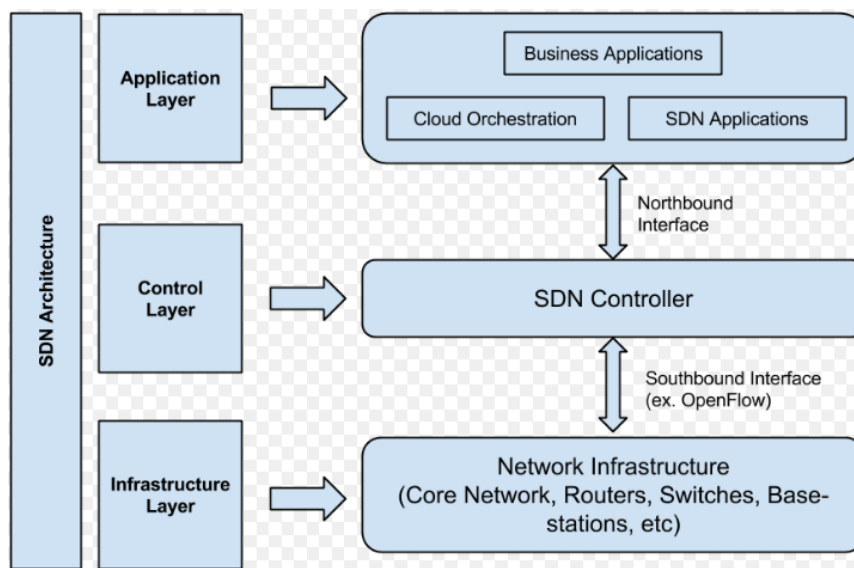 SDN Architecture
Application
Layer
Business Applications
Cloud Orchestration
SDN Applications
Northbound
Interface
Control
Layer
SDN Controller
Southbound Interface
(ex. OpenFlow)
Infrastructure
Layer
Network Infrastructure
(Core Network, Routers, Switches, Base-
stations, etc)